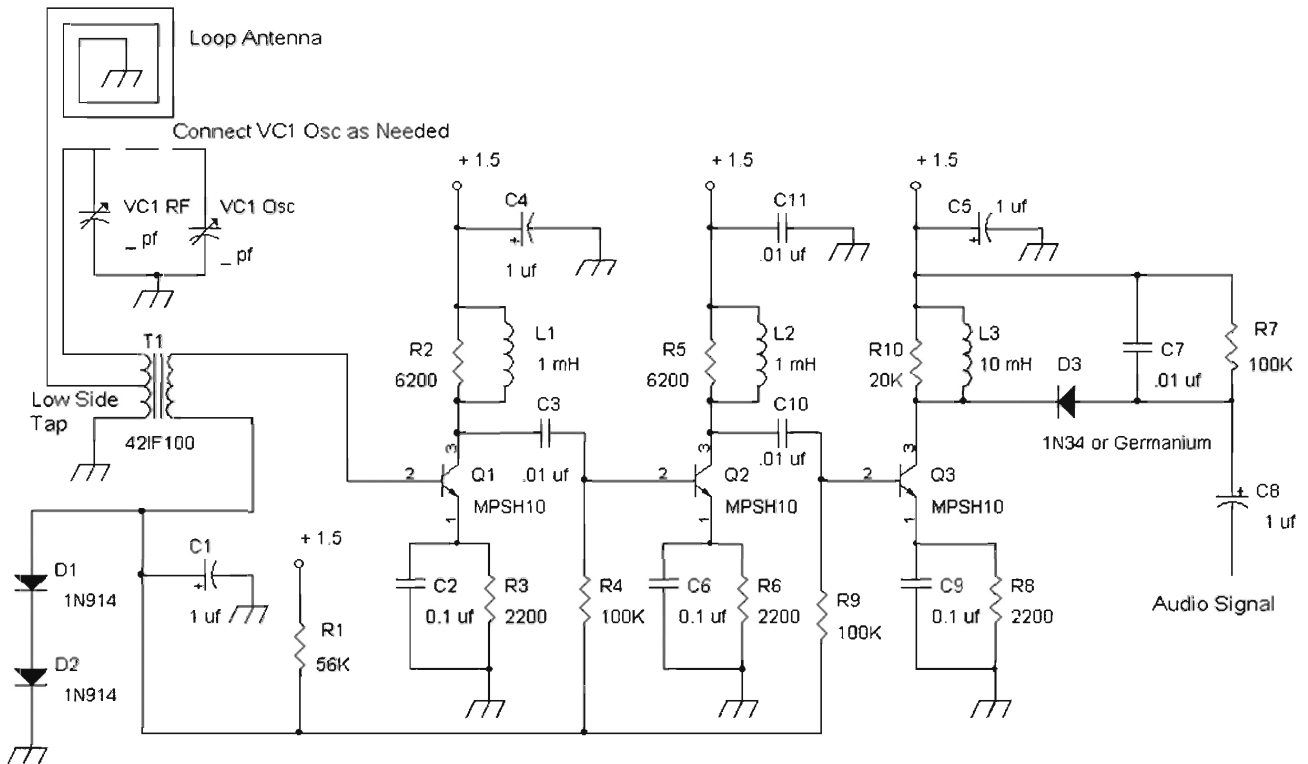 Loop Antenna
Connect VC1 Osc as Needed
VC1 RF
_ pf
VC1 Osc
_ pf
T1
Low Side
Tap
42IF100
+ 1.5
C4
1 uf
R2
6200
L1
1 mH
C3
.01 uf
3
2
Q1
MPSH10
1
C2
0.1 uf
R3
2200
R4
100K
+ 1.5
C11
.01 uf
R5
6200
L2
1 mH
C10
.01 uf
3
2
Q2
MPSH10
1
C6
0.1 uf
R6
2200
R9
100K
+ 1.5
C5
1 uf
R10
20K
L3
10 mH
D3
1N34 or Germanium
C7
.01 uf
R7
100K
3
2
Q3
MPSH10
1
C9
0.1 uf
R8
2200
C8
1 uf
Audio Signal
D1
1N914
D2
1N914
C1
1 uf
+ 1.5
R1
56K